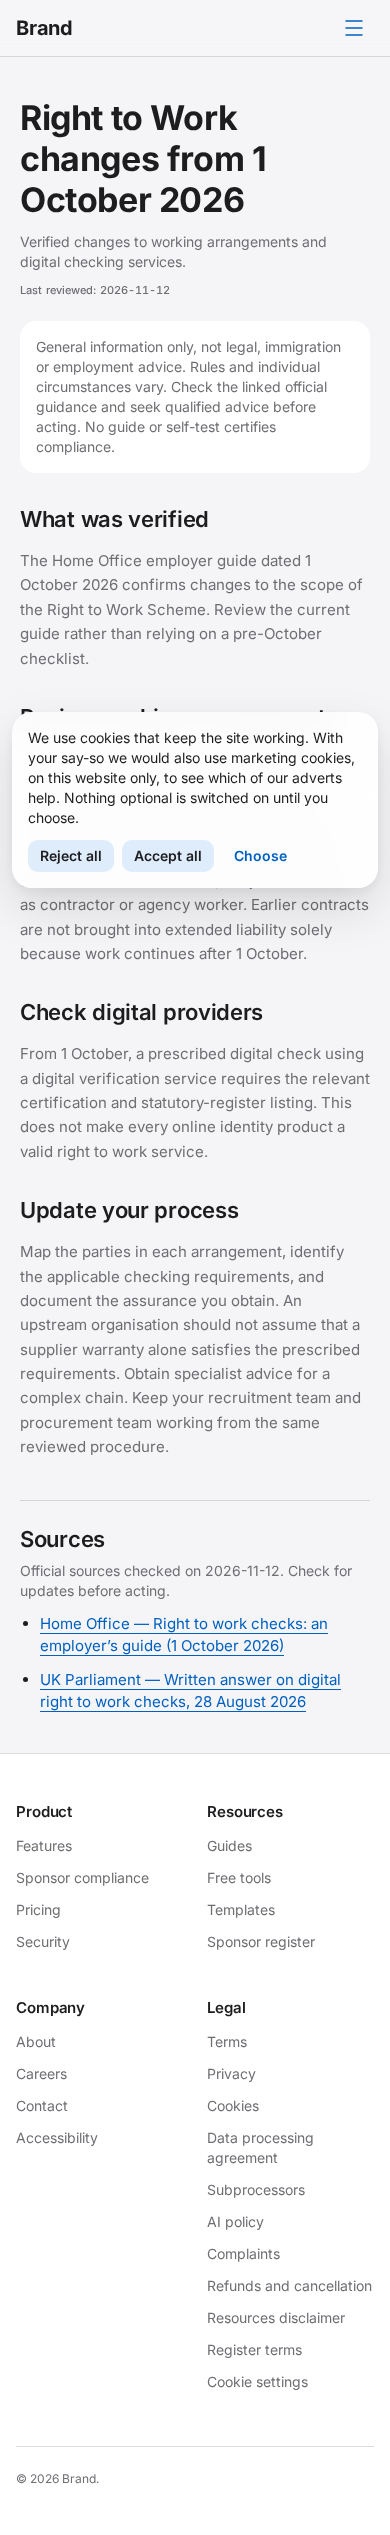 Brand
Right to Work
changes from 1
October 2026
Verified changes to working arrangements and
digital checking services.
Last reviewed: 2026-11-12
General information only, not legal, immigration
or employment advice. Rules and individual
circumstances vary. Check the linked official
guidance and seek qualified advice before
acting. No guide or self-test certifies
compliance.
What was verified
The Home Office employer guide dated 1
October 2026 confirms changes to the scope of
the Right to Work Scheme. Review the current
guide rather than relying on a pre-October
checklist.
We use cookies that keep the site working. With
your say-so we would also use marketing cookies,
on this website only, to see which of our adverts
help. Nothing optional is switched on until you
choose.
Reject all
Accept all
Choose
as contractor or agency worker. Earlier contracts
are not brought into extended liability solely
because work continues after 1 October.
Check digital providers
From 1 October, a prescribed digital check using
a digital verification service requires the relevant
certification and statutory-register listing. This
does not make every online identity product a
valid right to work service.
Update your process
Map the parties in each arrangement, identify
the applicable checking requirements, and
document the assurance you obtain. An
upstream organisation should not assume that a
supplier warranty alone satisfies the prescribed
requirements. Obtain specialist advice for a
complex chain. Keep your recruitment team and
procurement team working from the same
reviewed procedure.
Sources
Official sources checked on 2026-11-12. Check for
updates before acting.
Home Office — Right to work checks: an
employer’s guide (1 October 2026)
UK Parliament — Written answer on digital
right to work checks, 28 August 2026
Product
Features
Sponsor compliance
Pricing
Security
Resources
Guides
Free tools
Templates
Sponsor register
Company
About
Careers
Contact
Accessibility
Legal
Terms
Privacy
Cookies
Data processing
agreement
Subprocessors
AI policy
Complaints
Refunds and cancellation
Resources disclaimer
Register terms
Cookie settings
© 2026 Brand.